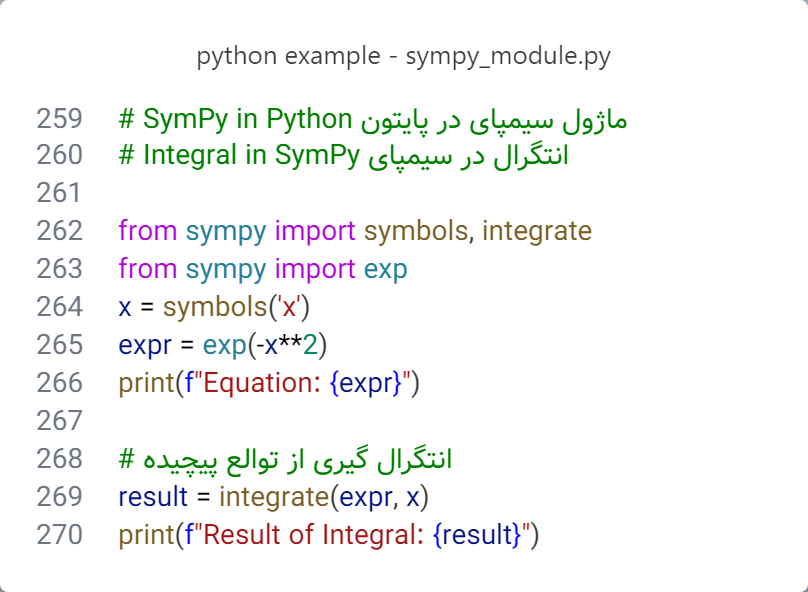 python example - sympy_module.py
259 # SymPy in Python ماژول سیمپای در پایتون
260 # Integral in SymPy انتگرال در سیمپای
261
262 from sympy import symbols, integrate
263 from sympy import exp
264 x = symbols('x')
265 expr = exp(-x**2)
266 print(f"Equation: {expr}")
267
268 # انتگرال گیری از توالع پیچیده
269 result = integrate(expr, x)
270 print(f"Result of Integral: {result}")